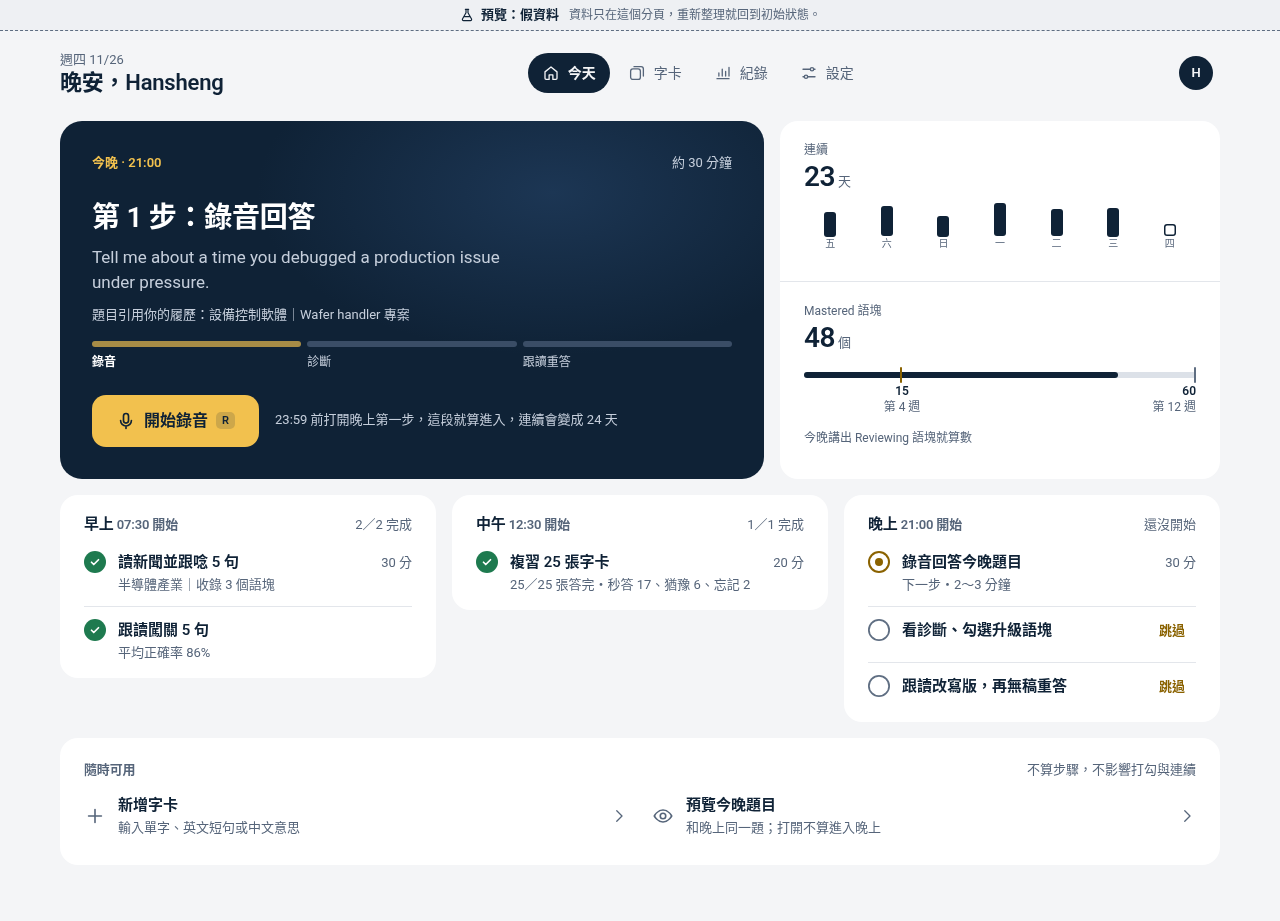 預覽：假資料 資料只在這個分頁，重新整理就回到初始狀態。
週四 11/26
晚安，Hansheng
今天
字卡
紀錄
設定
H
今晚 · 21:00
約 30 分鐘
第 1 步：錄音回答
Tell me about a time you debugged a production issue
under pressure.
題目引用你的履歷：設備控制軟體｜Wafer handler 專案
錄音
診斷
跟讀重答
開始錄音 R
23:59 前打開晚上第一步，這段就算進入，連續會變成 24 天
連續
23 天
五 六 日 一 二 三 四
Mastered 語塊
48 個
15
第 4 週
60
第 12 週
今晚講出 Reviewing 語塊就算數
早上 07:30 開始
2／2 完成
讀新聞並跟唸 5 句
30 分
半導體產業｜收錄 3 個語塊
跟讀闖關 5 句
平均正確率 86%
中午 12:30 開始
1／1 完成
複習 25 張字卡
20 分
25／25 張答完・秒答 17、猶豫 6、忘記 2
晚上 21:00 開始
還沒開始
錄音回答今晚題目
30 分
下一步・2～3 分鐘
看診斷、勾選升級語塊
跳過
跟讀改寫版，再無稿重答
跳過
隨時可用
不算步驟，不影響打勾與連續
新增字卡
輸入單字、英文短句或中文意思
預覽今晚題目
和晚上同一題；打開不算進入晚上